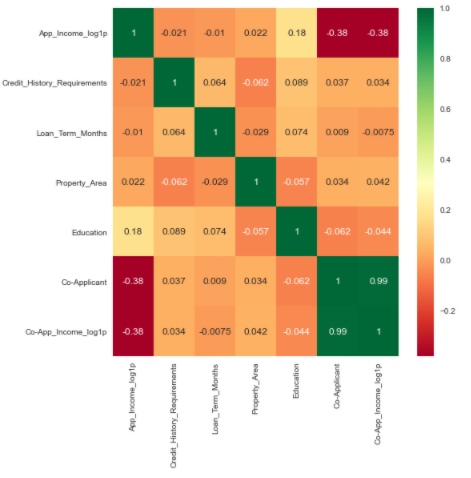 App_Income_log1p 1 -0.021 -0.01 0.022 0.18 -0.38 -0.38
Credit_History_Requirements -0.021 1 0.064 -0.062 0.089 0.037 0.034
Loan_Term_Months -0.01 0.064 1 -0.029 0.074 0.009 -0.0075
Property_Area 0.022 -0.062 -0.029 1 -0.057 0.034 0.042
Education 0.18 0.089 0.074 -0.057 1 -0.062 -0.044
Co-Applicant -0.38 0.037 0.009 0.034 -0.062 1 0.99
Co-App_Income_log1p -0.38 0.034 -0.0075 0.042 -0.044 0.99 1
App_Income_log1p
Credit_History_Requirements
Loan_Term_Months
Property_Area
Education
Co-Applicant
Co-App_Income_log1p
1.0
0.8
0.6
0.4
0.2
0.0
−0.2